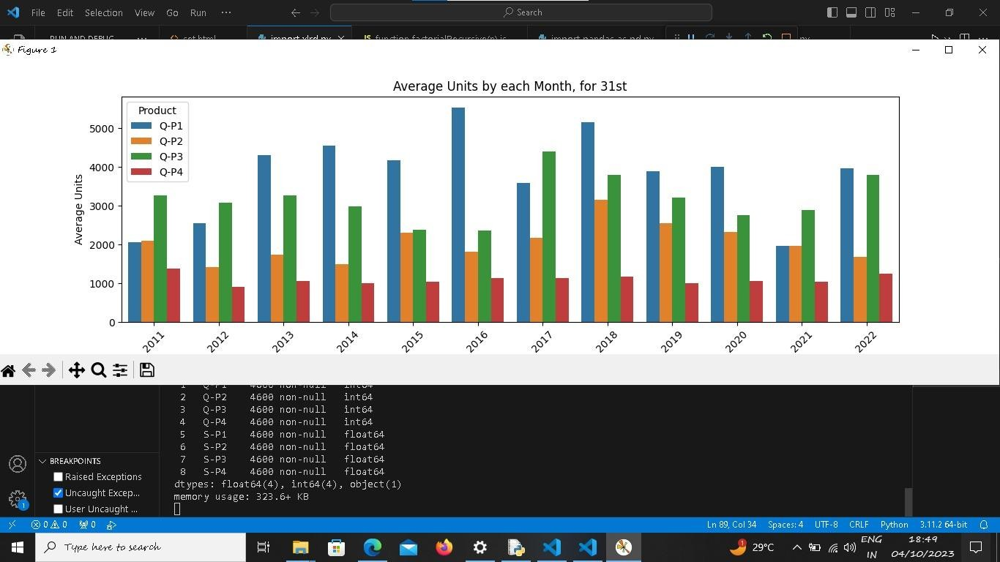 File Edit Selection View Go Run ···
Search
RUN AND DEBUG ···
import xlrd.py
function factorialRecursive(n).js
import pandas as pd.py
Figure 1
Average Units by each Month, for 31st
Product
Q-P1
Q-P2
Q-P3
Q-P4
Average Units
5000
4000
3000
2000
1000
0
2011 2012 2013 2014 2015 2016 2017 2018 2019 2020 2021 2022
1 Q-P1 4600 non-null int64
2 Q-P2 4600 non-null int64
3 Q-P3 4600 non-null int64
4 Q-P4 4600 non-null int64
5 S-P1 4600 non-null float64
6 S-P2 4600 non-null float64
7 S-P3 4600 non-null float64
8 S-P4 4600 non-null float64
dtypes: float64(4), int64(4), object(1)
memory usage: 323.6+ KB
BREAKPOINTS
Raised Exceptions
Uncaught Excep...
User Uncaught ...
1
0 0 0
Ln 89, Col 34 Spaces: 4 UTF-8 CRLF Python 3.11.2 64-bit
Type here to search
1
29°C
ENG
IN
18:49
04/10/2023